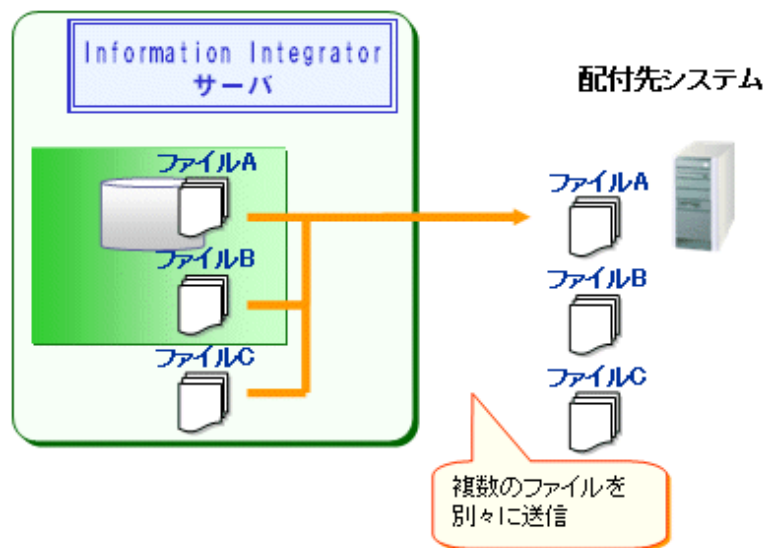 Information Integrator
サーバ
配付先システム
ファイルA
ファイルB
ファイルC
ファイルA
ファイルB
ファイルC
複数のファイルを
別々に送信